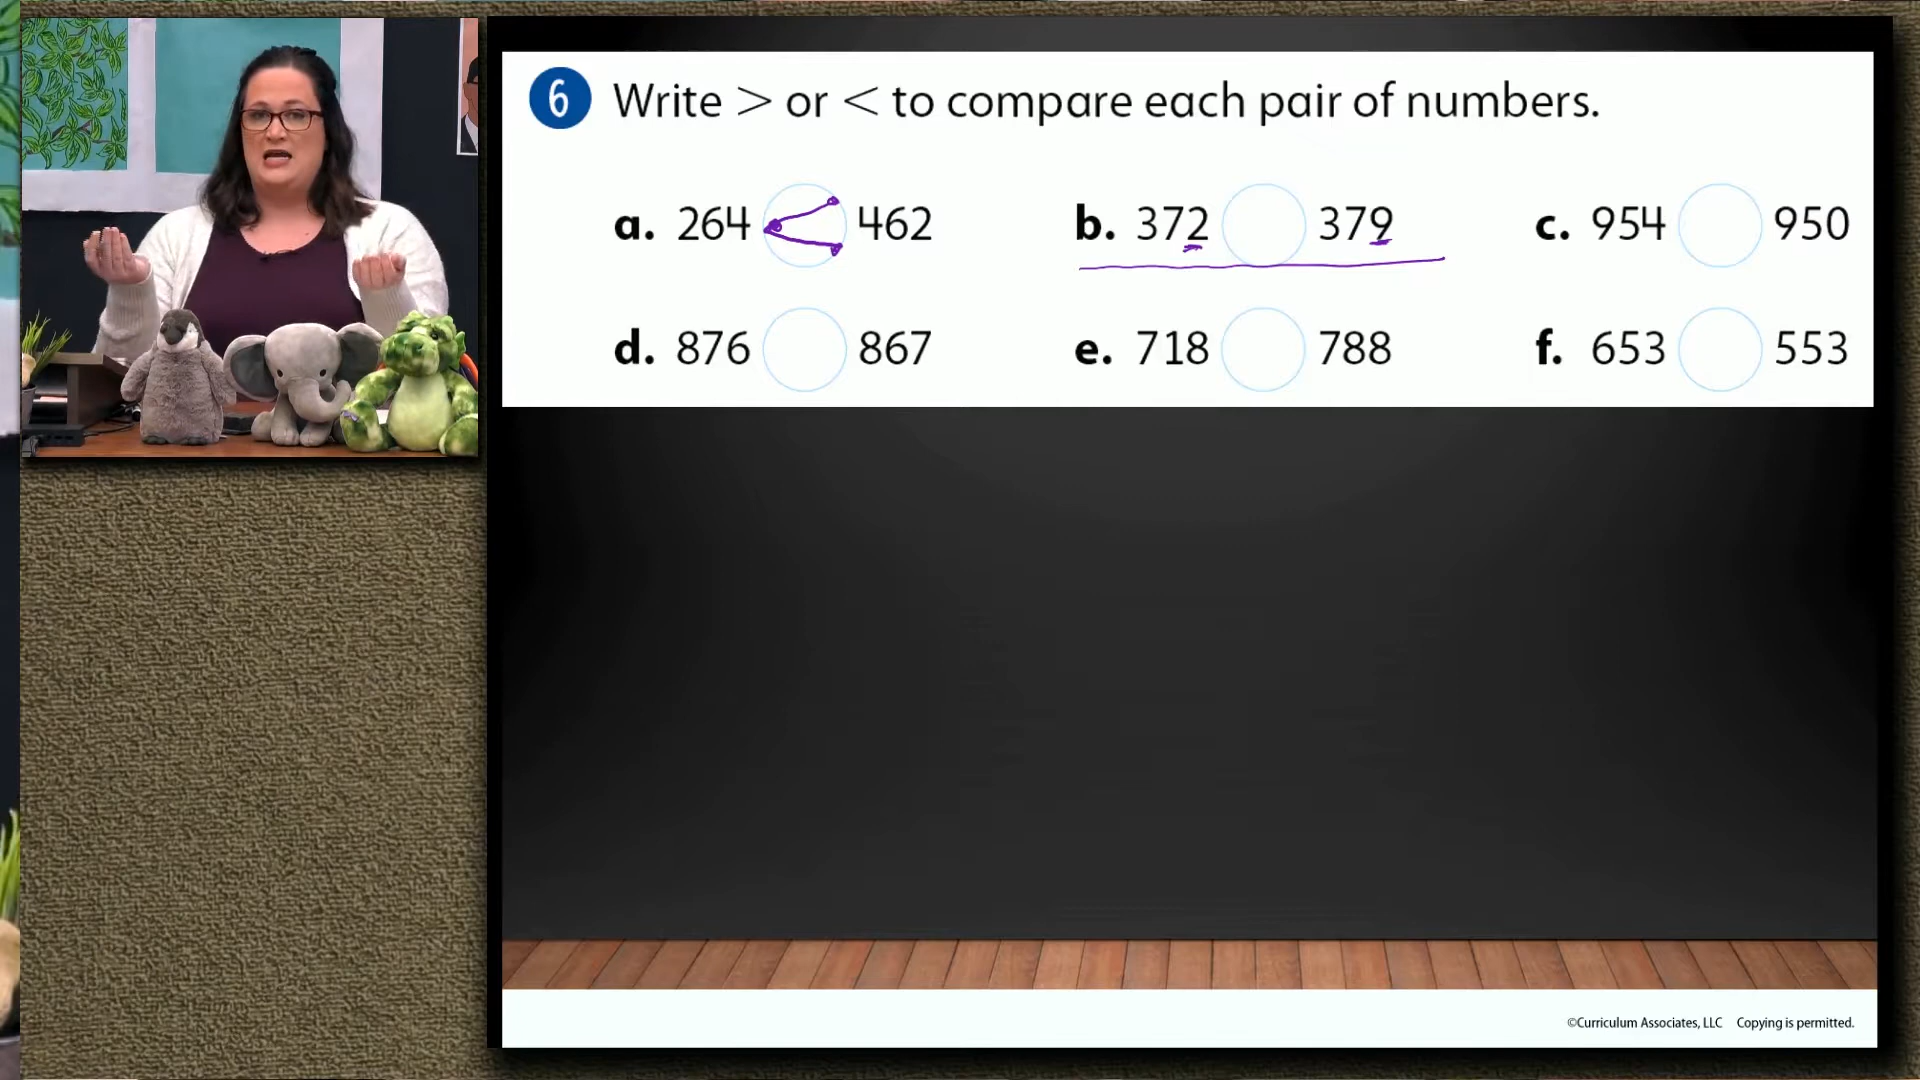 6 Write > or < to compare each pair of numbers.
a. 264 < 462 b. 372 379 c. 954 950
d. 876 867 e. 718 788 f. 653 553
©Curriculum Associates, LLC Copying is permitted.